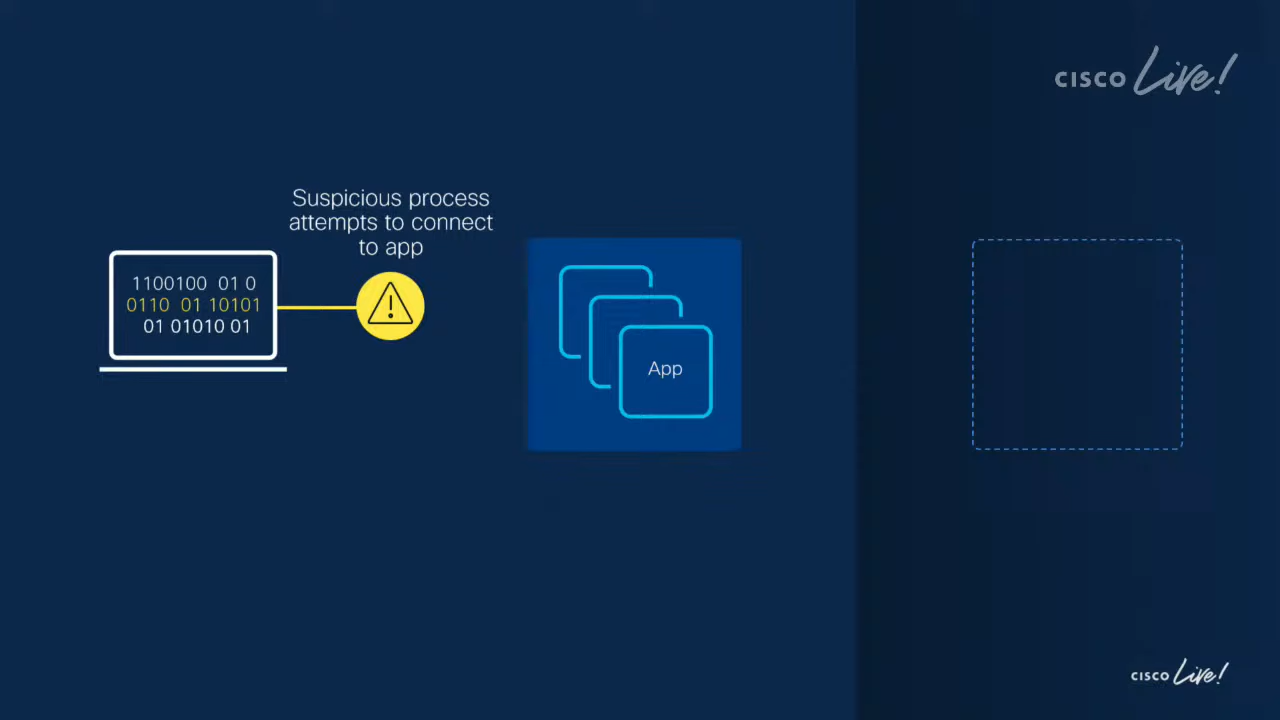 CISCO Live!
Suspicious process
attempts to connect
to app
1100100 01 0
0110 01 10101
01 01010 01
App
CISCO Live!